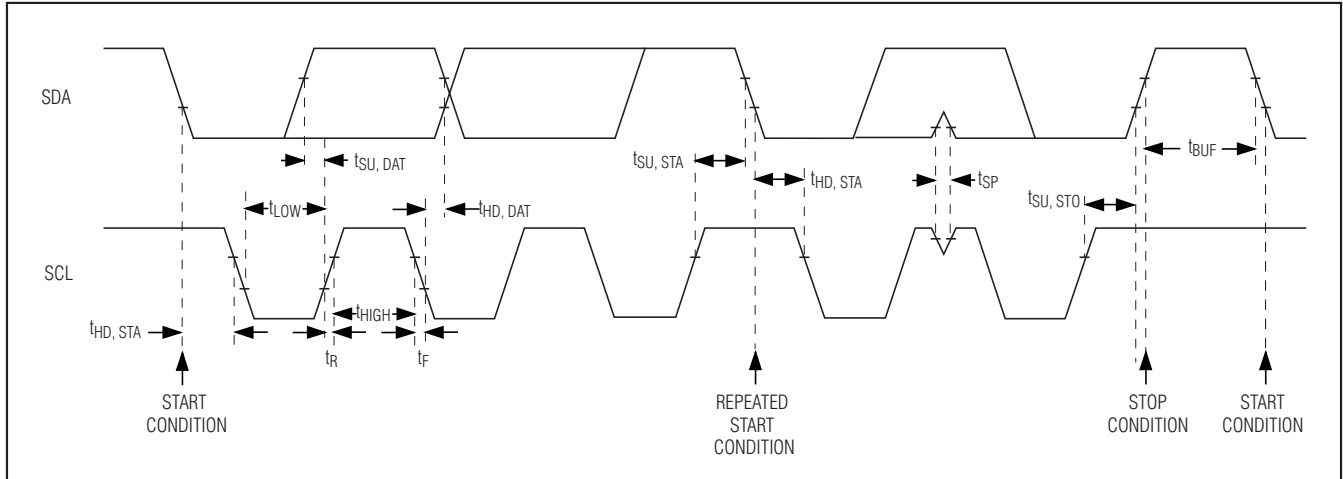 SDA
tSU, DAT
tSU, STA
tHD, STA
tSP
tBUF
tSU, STO
tLOW
tHD, DAT
SCL
tHIGH
tHD, STA
tR
tF
START
CONDITION
REPEATED
START
CONDITION
STOP
CONDITION
START
CONDITION